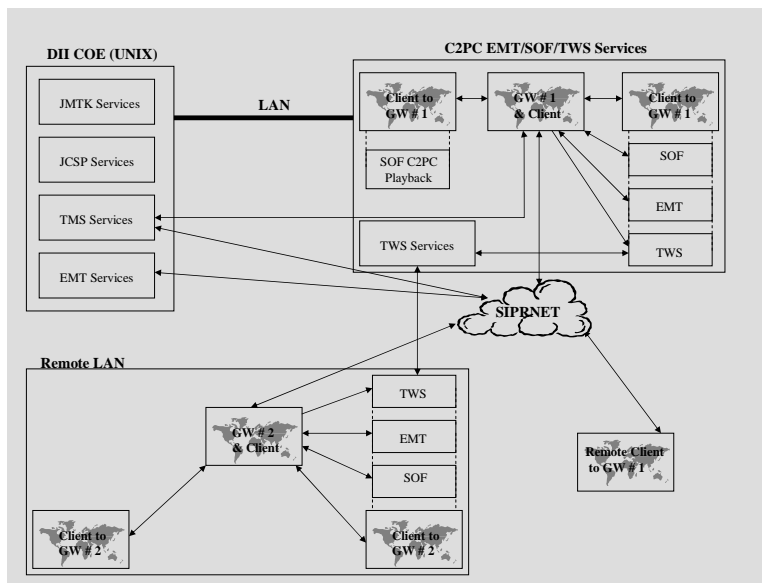 DII COE (UNIX)
JMTK Services
JCSP Services
TMS Services
EMT Services
LAN
C2PC EMT/SOF/TWS Services
Client to
GW # 1
GW # 1
& Client
Client to
GW # 1
SOF C2PC
Playback
SOF
EMT
TWS
TWS Services
SIPRNET
Remote LAN
TWS
GW # 2
& Client
EMT
SOF
Client to
GW # 2
Client to
GW # 2
Remote Client
to GW # 1